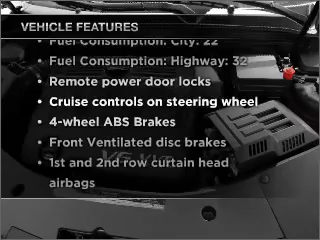 VEHICLE FEATURES
• Fuel Consumption: City: 22
• Fuel Consumption: Highway: 32
• Remote power door locks
• Cruise controls on steering wheel
• 4-wheel ABS Brakes
• Front Ventilated disc brakes
• 1st and 2nd row curtain head
airbags